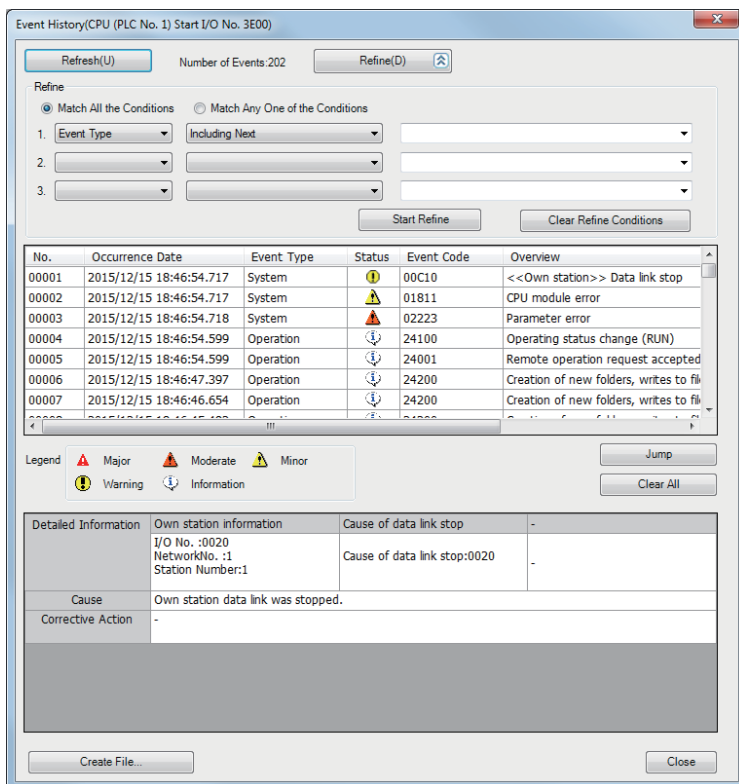 Event History(CPU (PLC No. 1) Start I/O No. 3E00)
Refresh(U) Number of Events:202 Refine(D)
Refine
Match All the Conditions Match Any One of the Conditions
1. Event Type Including Next
2.
3.
Start Refine Clear Refine Conditions
No. Occurrence Date Event Type Status Event Code Overview
00001 2015/12/15 18:46:54.717 System 00C10 <<Own station>> Data link stop
00002 2015/12/15 18:46:54.717 System 01811 CPU module error
00003 2015/12/15 18:46:54.718 System 02223 Parameter error
00004 2015/12/15 18:46:54.599 Operation 24100 Operating status change (RUN)
00005 2015/12/15 18:46:54.599 Operation 24001 Remote operation request accepted
00006 2015/12/15 18:46:47.397 Operation 24200 Creation of new folders, writes to fil
00007 2015/12/15 18:46:46.654 Operation 24200 Creation of new folders, writes to fil
Legend Major Moderate Minor
Warning Information
Jump
Clear All
Detailed Information Own station information Cause of data link stop -
I/O No. :0020
NetworkNo. :1
Station Number:1
Cause of data link stop:0020 -
Cause Own station data link was stopped.
Corrective Action -
Create File... Close